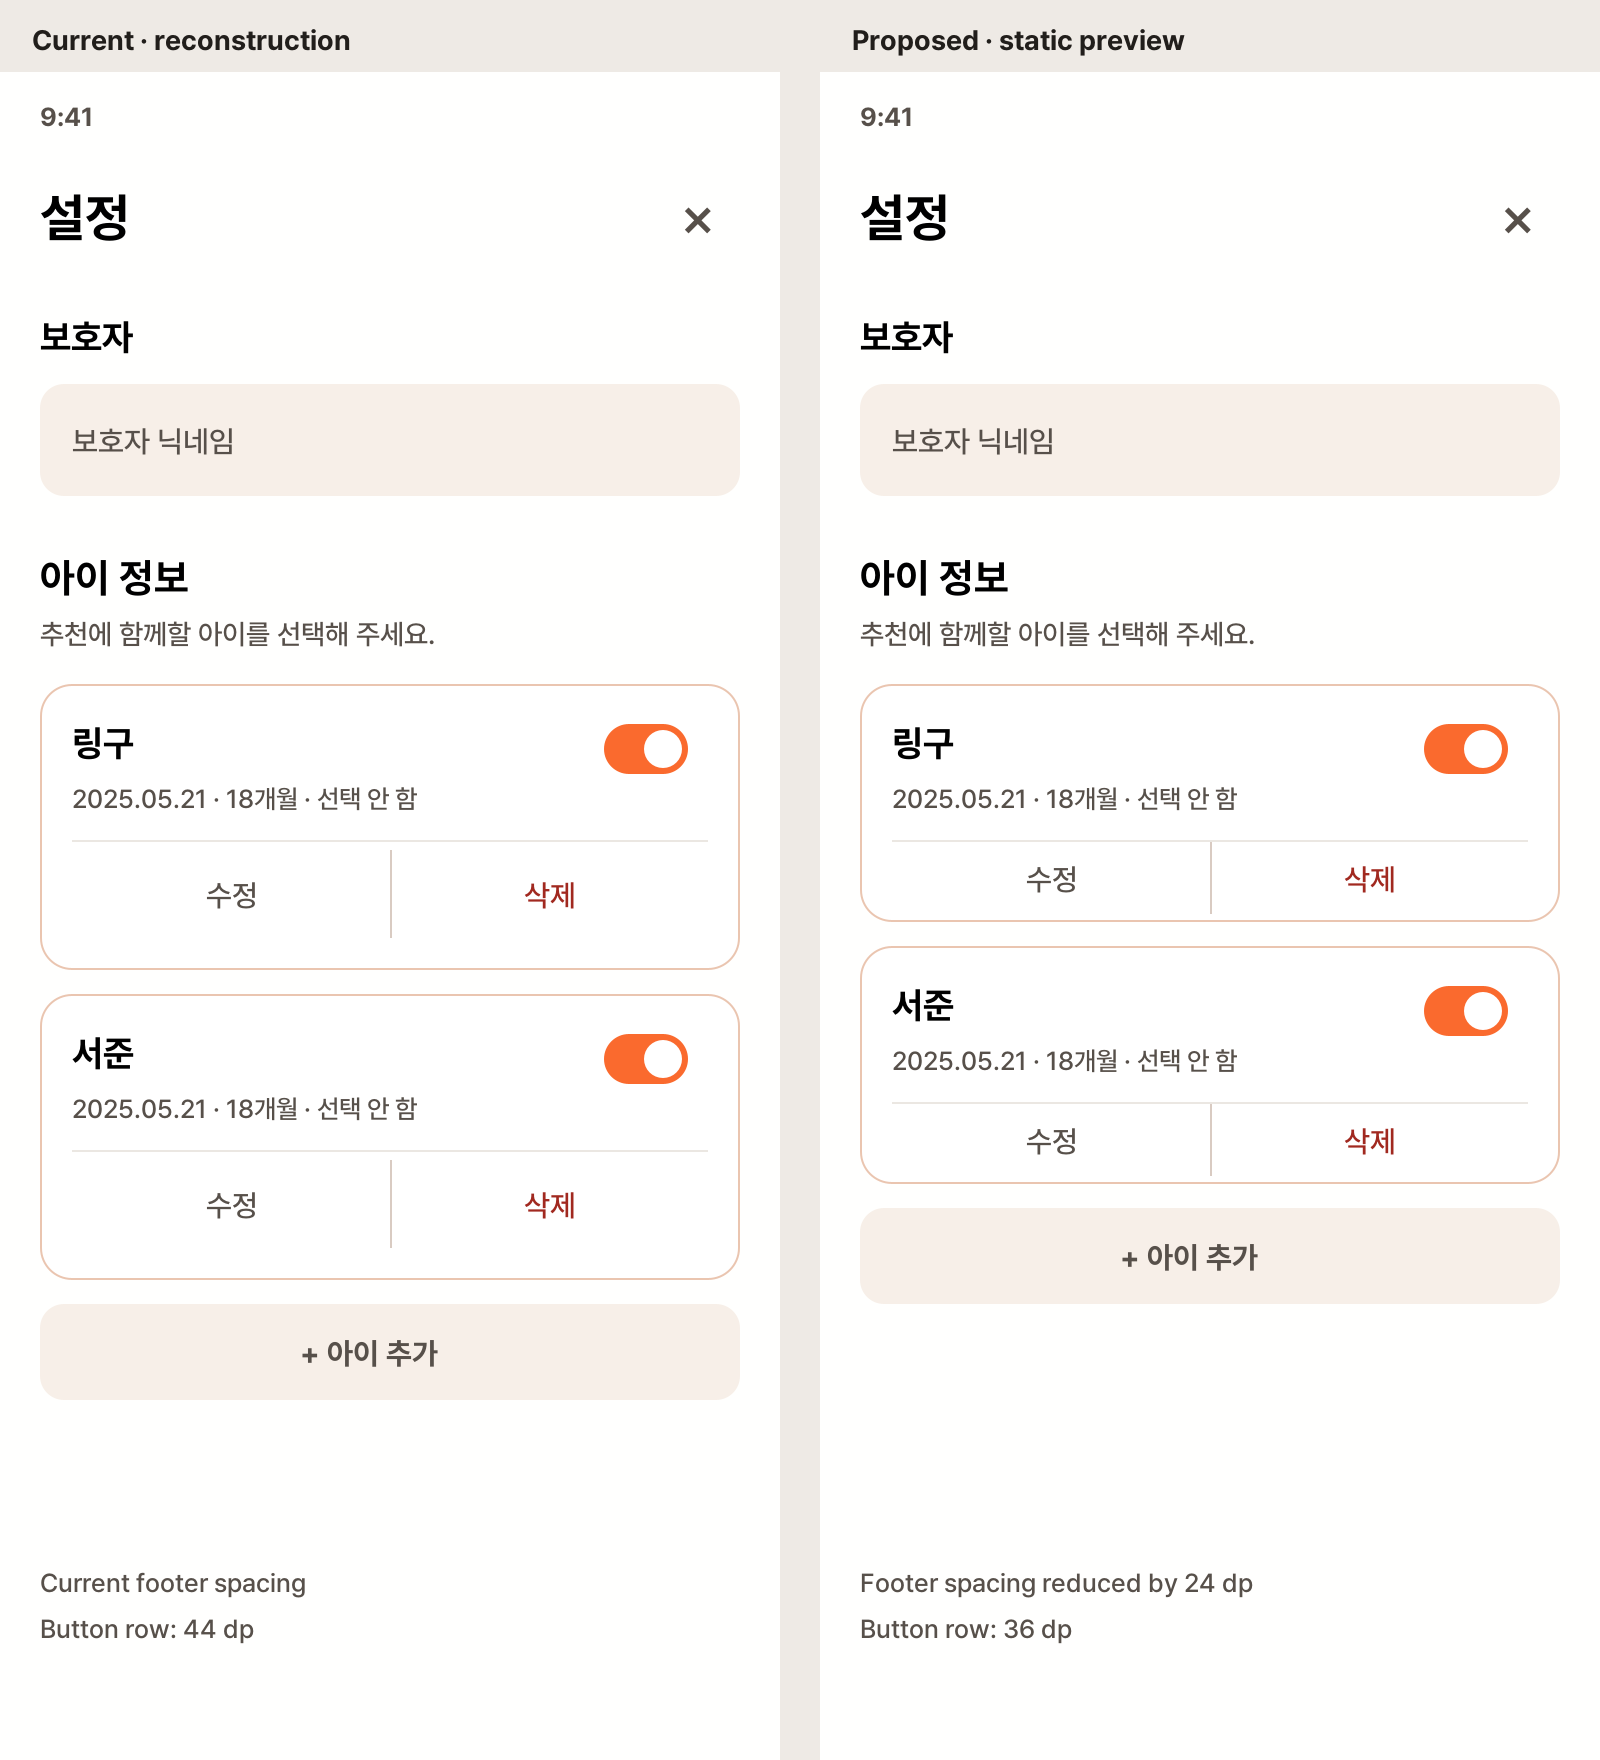 Current · reconstruction
9:41
설정
보호자
보호자 닉네임
아이 정보
추천에 함께할 아이를 선택해 주세요.
링구
2025.05.21 · 18개월 · 선택 안 함
수정 삭제
서준
2025.05.21 · 18개월 · 선택 안 함
수정 삭제
+ 아이 추가
Current footer spacing
Button row: 44 dp
Proposed · static preview
9:41
설정
보호자
보호자 닉네임
아이 정보
추천에 함께할 아이를 선택해 주세요.
링구
2025.05.21 · 18개월 · 선택 안 함
수정 삭제
서준
2025.05.21 · 18개월 · 선택 안 함
수정 삭제
+ 아이 추가
Footer spacing reduced by 24 dp
Button row: 36 dp